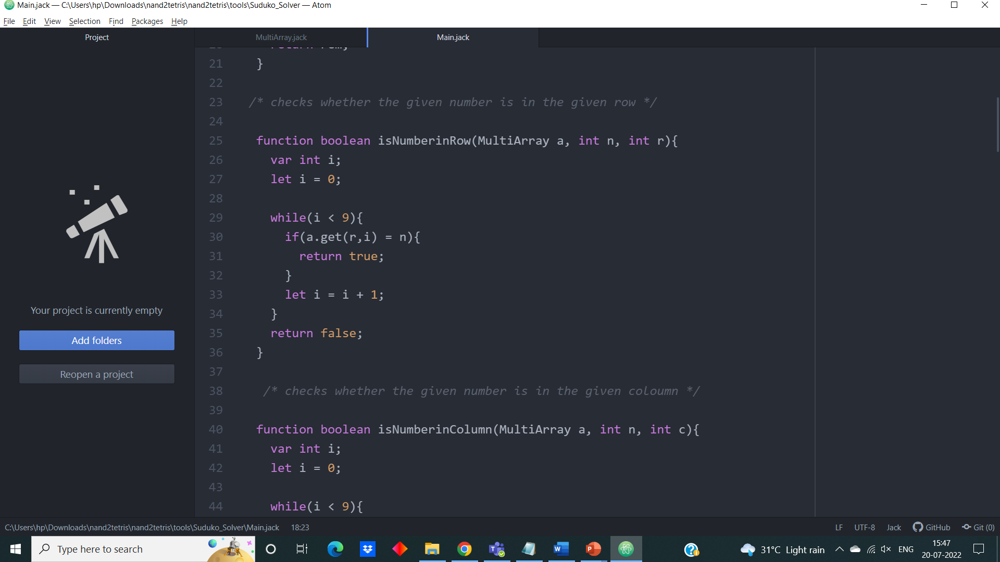 Main.jack — C:\Users\hp\Downloads\nand2tetris\nand2tetris\tools\Suduko_Solver — Atom
File Edit View Selection Find Packages Help
Project
MultiArray.jack
Main.jack
21 }
22
23 /* checks whether the given number is in the given row */
24
25 function boolean isNumberinRow(MultiArray a, int n, int r){
26 var int i;
27 let i = 0;
28
29 while(i < 9){
30 if(a.get(r,i) = n){
31 return true;
32 }
33 let i = i + 1;
34 }
35 return false;
36 }
37
38 /* checks whether the given number is in the given coloumn */
39
40 function boolean isNumberinColumn(MultiArray a, int n, int c){
41 var int i;
42 let i = 0;
43
44 while(i < 9){
Your project is currently empty
Add folders
Reopen a project
C:\Users\hp\Downloads\nand2tetris\nand2tetris\tools\Suduko_Solver\Main.jack 18:23
LF UTF-8 Jack GitHub Git (0)
Type here to search
31°C Light rain
ENG
15:47
20-07-2022